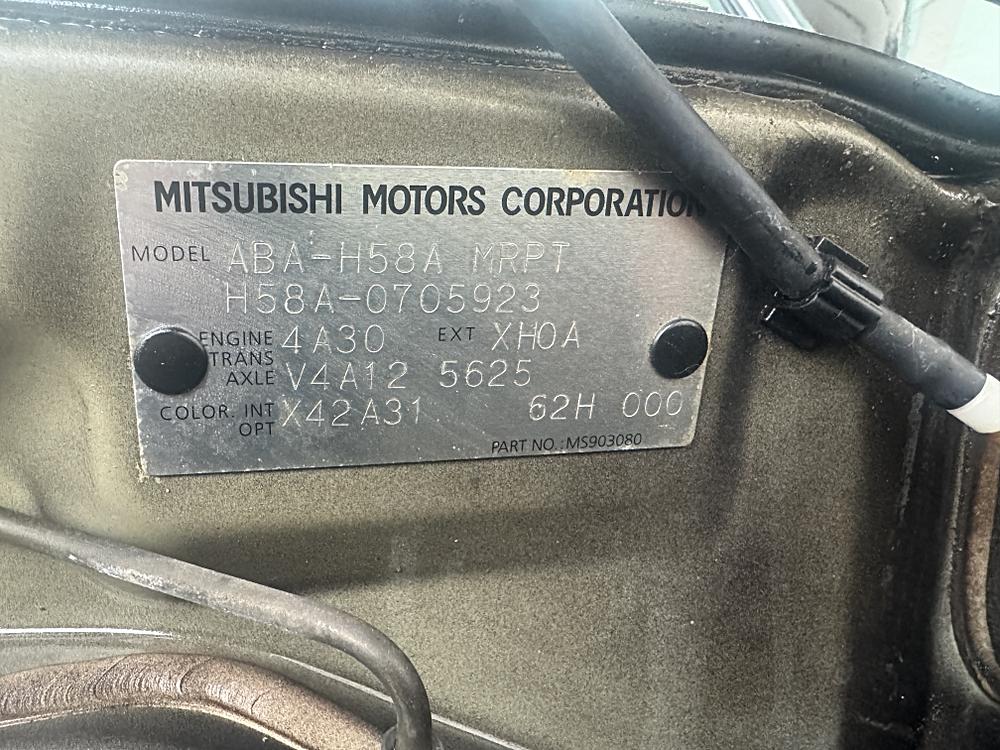 MITSUBISHI MOTORS CORPORATION
MODEL ABA-H58A MRPT
H58A-0705923
ENGINE 4A30 EXT XH0A
TRANS AXLE V4A12 5625
COLOR. INT OPT X42A31 62H 000
PART NO.:MS903080